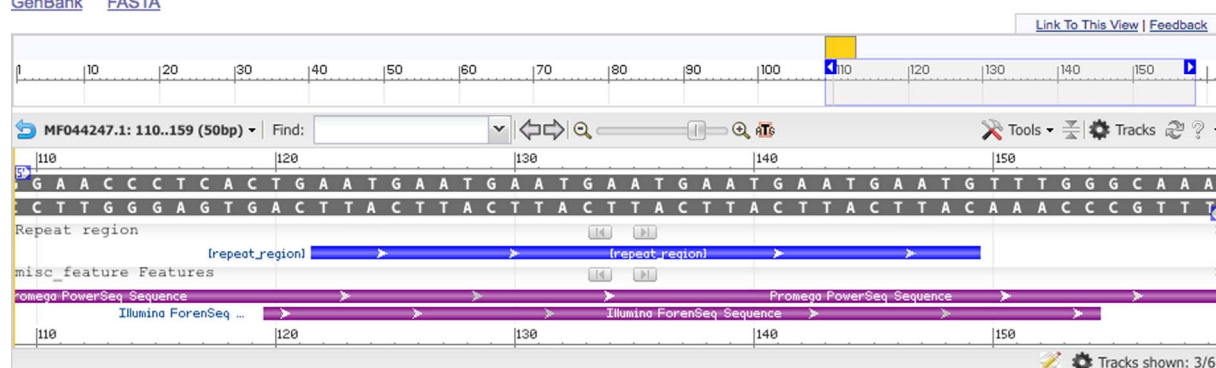 GenBank FASTA
Link To This View | Feedback
1 10 20 30 40 50 60 70 80 90 100 110 120 130 140 150
MF044247.1: 110..159 (50bp) Find: ATG Tools Tracks ?
110 120 130 140 150
5'
G A A C C C T C A C T G A A T G A A T G A A T G A A T G A A T G A A T G A A T G T T T G G G C A A A
C T T G G G A G T G A C T T A C T T A C T T A C T T A C T T A C T T A C T T A C A A A C C C G T T T
Repeat region
[repeat_region] [repeat_region]
misc_feature Features
romega PowerSeq Sequence Promega PowerSeq Sequence
Illumina ForenSeq ... Illumina ForenSeq Sequence
110 120 130 140 150
Tracks shown: 3/6